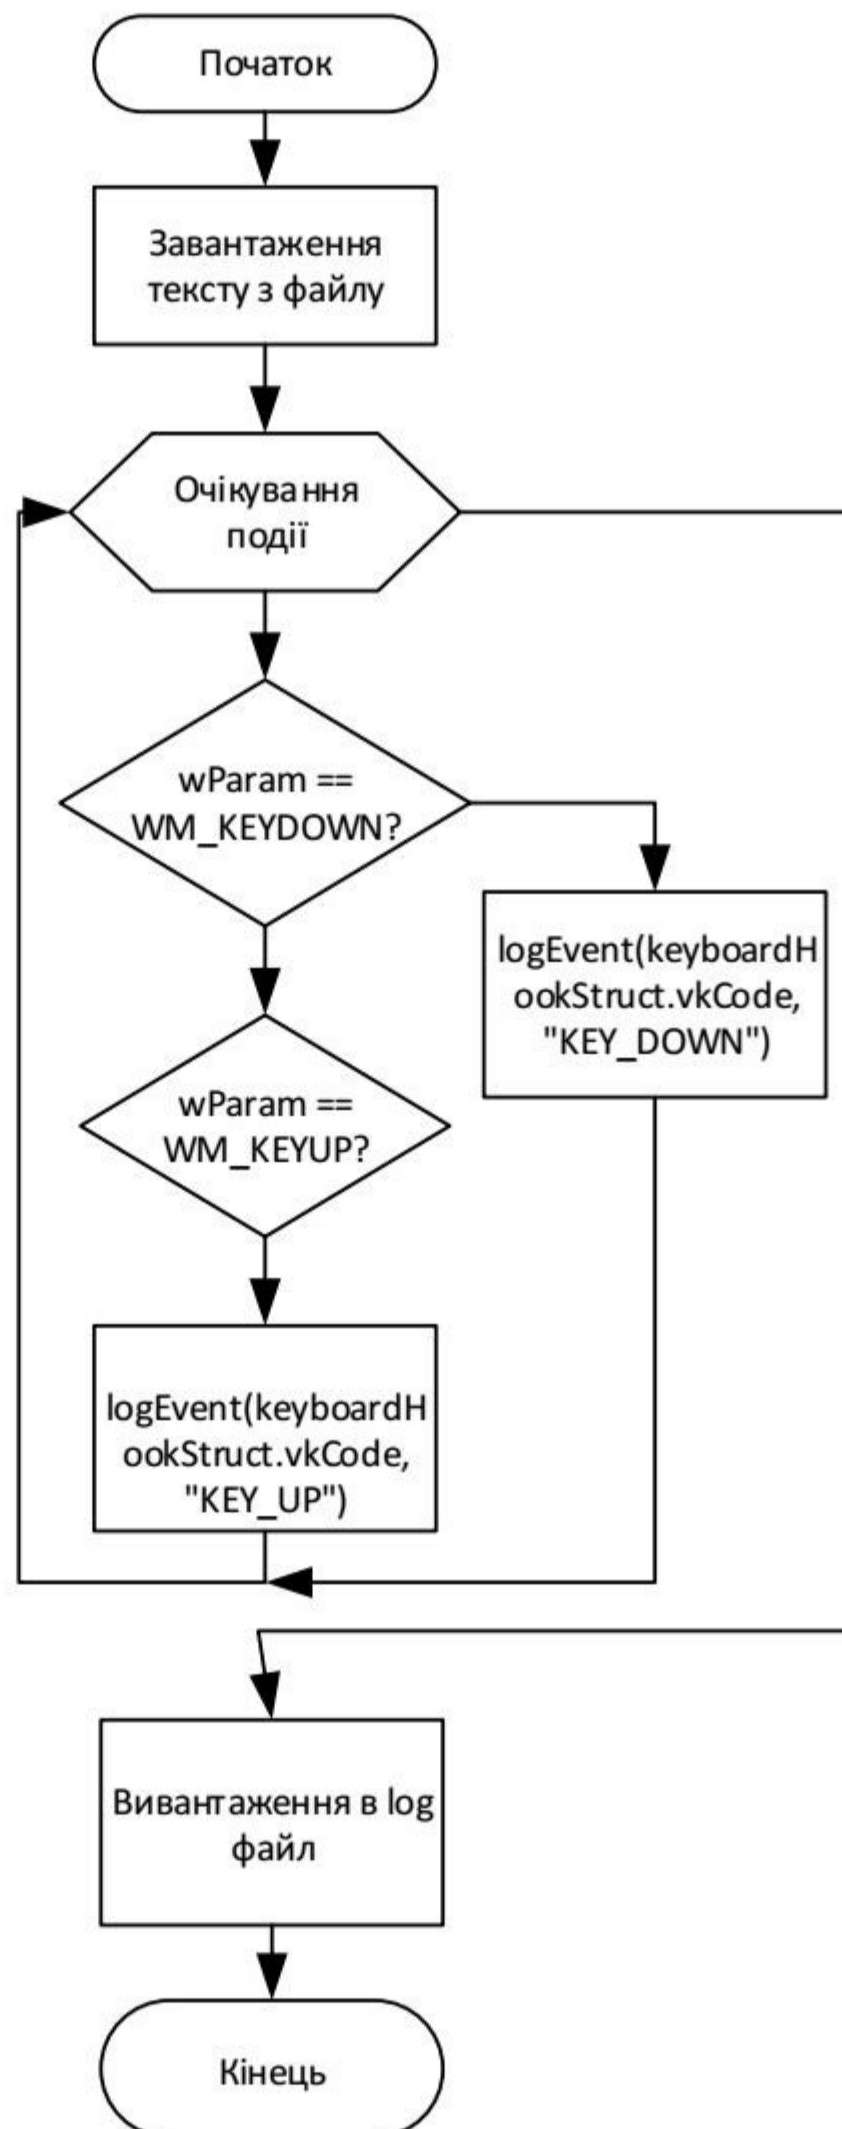 Початок
Завантаження
тексту з файлу
Очікування
події
wParam ==
WM_KEYDOWN?
logEvent(keyboardH
ookStruct.vkCode,
"KEY_DOWN")
wParam ==
WM_KEYUP?
logEvent(keyboardH
ookStruct.vkCode,
"KEY_UP")
Вивантаження в log
файл
Кінець